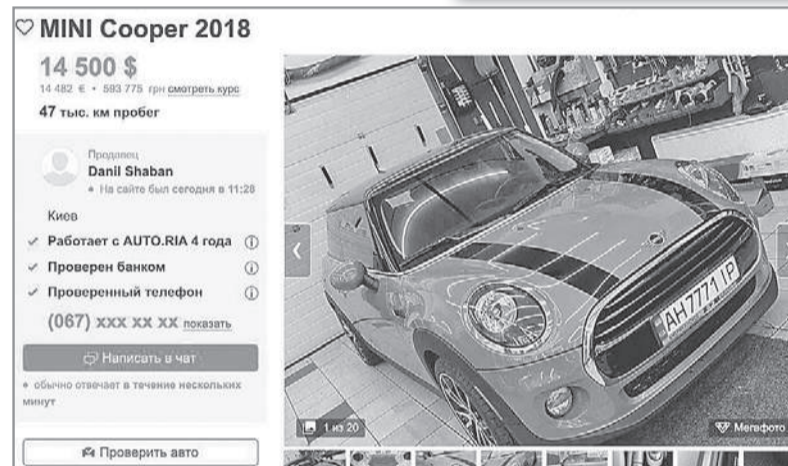 MINI Cooper 2018
14 500 $
14 482 € • 593 775 грн смотреть курс
47 тыс. км пробег
Продавец
Danil Shaban
• На сайте был сегодня в 11:28
Киев
Работает с AUTO.RIA 4 года
Проверен банком
Проверенный телефон
(067) xxx xx xx показать
Написать в чат
• обычно отвечает в течение нескольких
минут
Проверить авто
AH7771IP
1 из 20
Мегафото